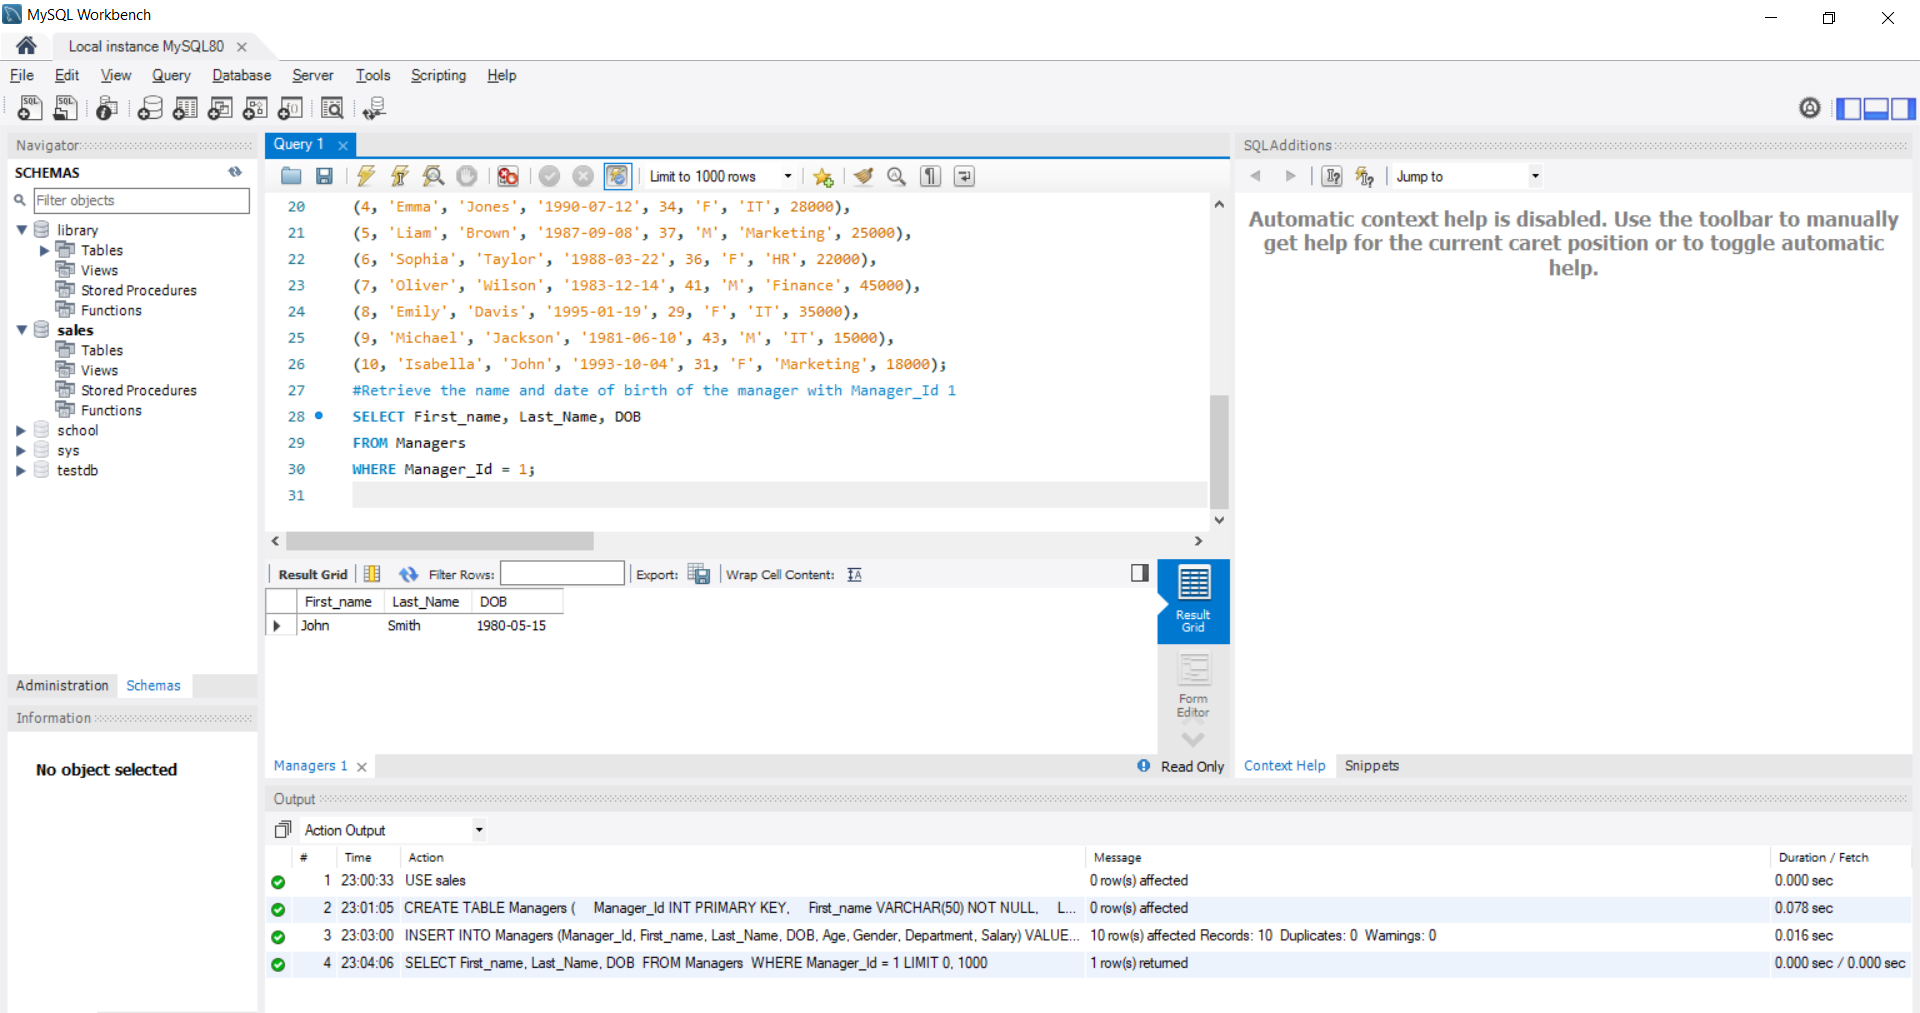 MySQL Workbench
Local instance MySQL80
File Edit View Query Database Server Tools Scripting Help
Navigator
SCHEMAS
Filter objects
library
Tables
Views
Stored Procedures
Functions
sales
Tables
Views
Stored Procedures
Functions
school
sys
testdb
Administration Schemas
Information
No object selected
Query 1
Limit to 1000 rows
20 (4, 'Emma', 'Jones', '1990-07-12', 34, 'F', 'IT', 28000),
21 (5, 'Liam', 'Brown', '1987-09-08', 37, 'M', 'Marketing', 25000),
22 (6, 'Sophia', 'Taylor', '1988-03-22', 36, 'F', 'HR', 22000),
23 (7, 'Oliver', 'Wilson', '1983-12-14', 41, 'M', 'Finance', 45000),
24 (8, 'Emily', 'Davis', '1995-01-19', 29, 'F', 'IT', 35000),
25 (9, 'Michael', 'Jackson', '1981-06-10', 43, 'M', 'IT', 15000),
26 (10, 'Isabella', 'John', '1993-10-04', 31, 'F', 'Marketing', 18000);
27 #Retrieve the name and date of birth of the manager with Manager_Id 1
28 SELECT First_name, Last_Name, DOB
29 FROM Managers
30 WHERE Manager_Id = 1;
31
Result Grid Filter Rows: Export: Wrap Cell Content:
First_name Last_Name DOB
John Smith 1980-05-15
Result
Grid
Form
Editor
Managers 1
Read Only
SQLAdditions
Jump to
Automatic context help is disabled. Use the toolbar to manually
get help for the current caret position or to toggle automatic
help.
Context Help Snippets
Output
Action Output
# Time Action Message Duration / Fetch
1 23:00:33 USE sales 0 row(s) affected 0.000 sec
2 23:01:05 CREATE TABLE Managers ( Manager_Id INT PRIMARY KEY, First_name VARCHAR(50) NOT NULL, L... 0 row(s) affected 0.078 sec
3 23:03:00 INSERT INTO Managers (Manager_Id, First_name, Last_Name, DOB, Age, Gender, Department, Salary) VALUE... 10 row(s) affected Records: 10 Duplicates: 0 Warnings: 0 0.016 sec
4 23:04:06 SELECT First_name, Last_Name, DOB FROM Managers WHERE Manager_Id = 1 LIMIT 0, 1000 1 row(s) returned 0.000 sec / 0.000 sec